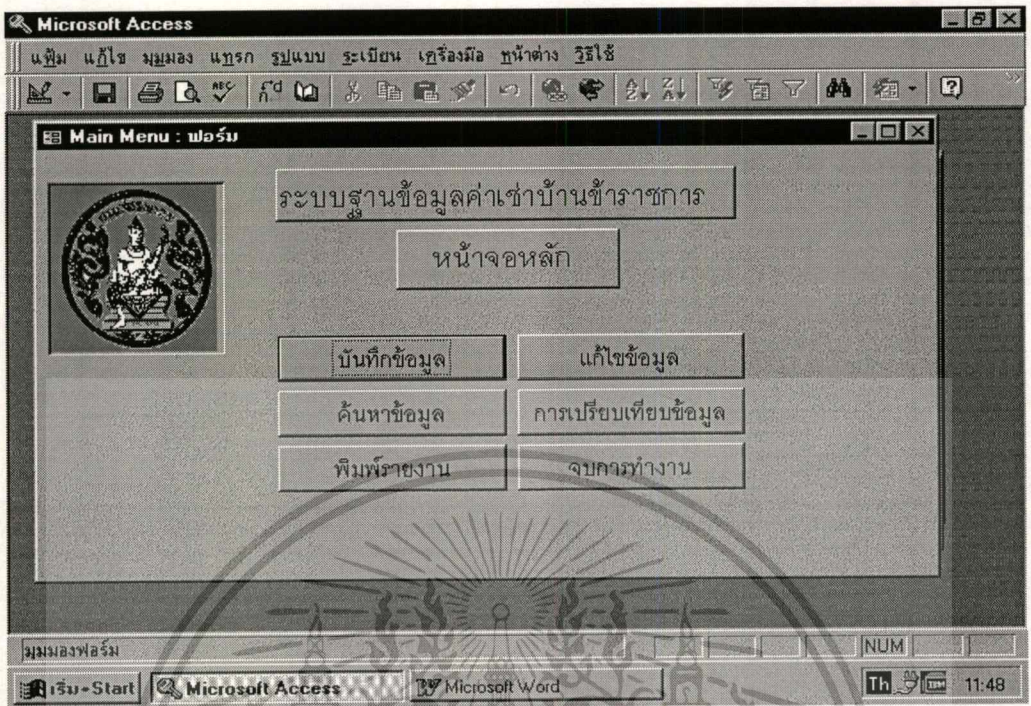 Microsoft Access
แฟ้ม แก้ไข มุมมอง แทรก รูปแบบ ระเบียน เครื่องมือ หน้าต่าง วิธีใช้
Main Menu : ฟอร์ม
ระบบฐานข้อมูลค่าเช่าบ้านข้าราชการ
หน้าจอหลัก
บันทึกข้อมูล แก้ไขข้อมูล
ค้นหาข้อมูล การเปรียบเทียบข้อมูล
พิมพ์รายงาน จบการทำงาน
มุมมองฟอร์ม NUM
เริ่ม-Start Microsoft Access Microsoft Word Th 11:48